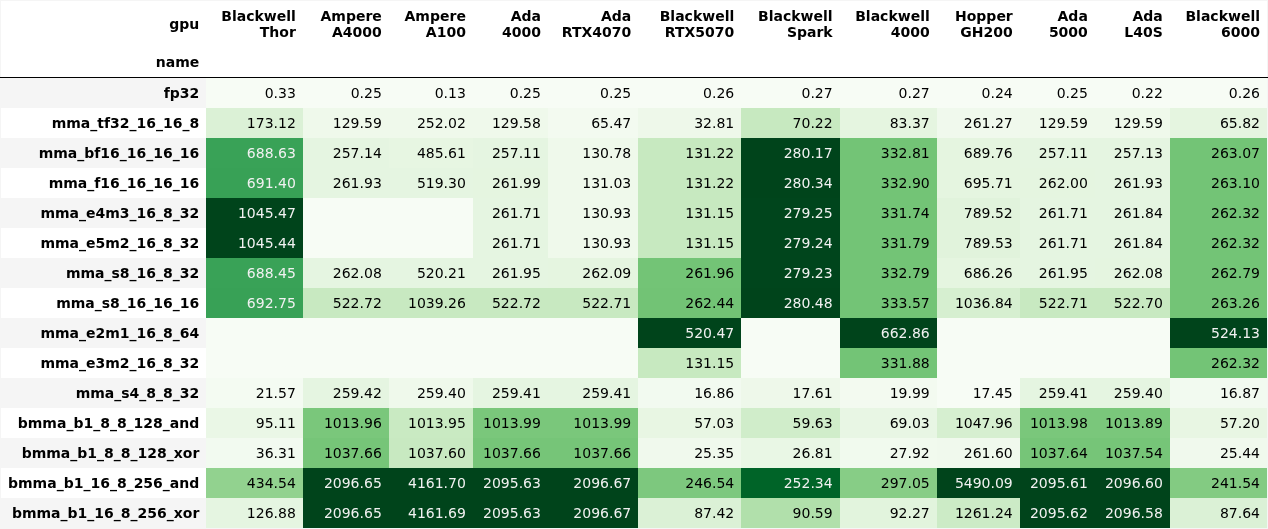 gpu Blackwell Thor Ampere A4000 Ampere A100 Ada 4000 Ada RTX4070 Blackwell RTX5070 Blackwell Spark Blackwell 4000 Hopper GH200 Ada 5000 Ada L40S Blackwell 6000
name
fp32 0.33 0.25 0.13 0.25 0.25 0.26 0.27 0.27 0.24 0.25 0.22 0.26
mma_tf32_16_16_8 173.12 129.59 252.02 129.58 65.47 32.81 70.22 83.37 261.27 129.59 129.59 65.82
mma_bf16_16_16_16 688.63 257.14 485.61 257.11 130.78 131.22 280.17 332.81 689.76 257.11 257.13 263.07
mma_f16_16_16_16 691.40 261.93 519.30 261.99 131.03 131.22 280.34 332.90 695.71 262.00 261.93 263.10
mma_e4m3_16_8_32 1045.47 261.71 130.93 131.15 279.25 331.74 789.52 261.71 261.84 262.32
mma_e5m2_16_8_32 1045.44 261.71 130.93 131.15 279.24 331.79 789.53 261.71 261.84 262.32
mma_s8_16_8_32 688.45 262.08 520.21 261.95 262.09 261.96 279.23 332.79 686.26 261.95 262.08 262.79
mma_s8_16_16_16 692.75 522.72 1039.26 522.72 522.71 262.44 280.48 333.57 1036.84 522.71 522.70 263.26
mma_e2m1_16_8_64 520.47 662.86 524.13
mma_e3m2_16_8_32 131.15 331.88 262.32
mma_s4_8_8_32 21.57 259.42 259.40 259.41 259.41 16.86 17.61 19.99 17.45 259.41 259.40 16.87
bmma_b1_8_8_128_and 95.11 1013.96 1013.95 1013.99 1013.99 57.03 59.63 69.03 1047.96 1013.98 1013.89 57.20
bmma_b1_8_8_128_xor 36.31 1037.66 1037.60 1037.66 1037.66 25.35 26.81 27.92 261.60 1037.64 1037.54 25.44
bmma_b1_16_8_256_and 434.54 2096.65 4161.70 2095.63 2096.67 246.54 252.34 297.05 5490.09 2095.61 2096.60 241.54
bmma_b1_16_8_256_xor 126.88 2096.65 4161.69 2095.63 2096.67 87.42 90.59 92.27 1261.24 2095.62 2096.58 87.64